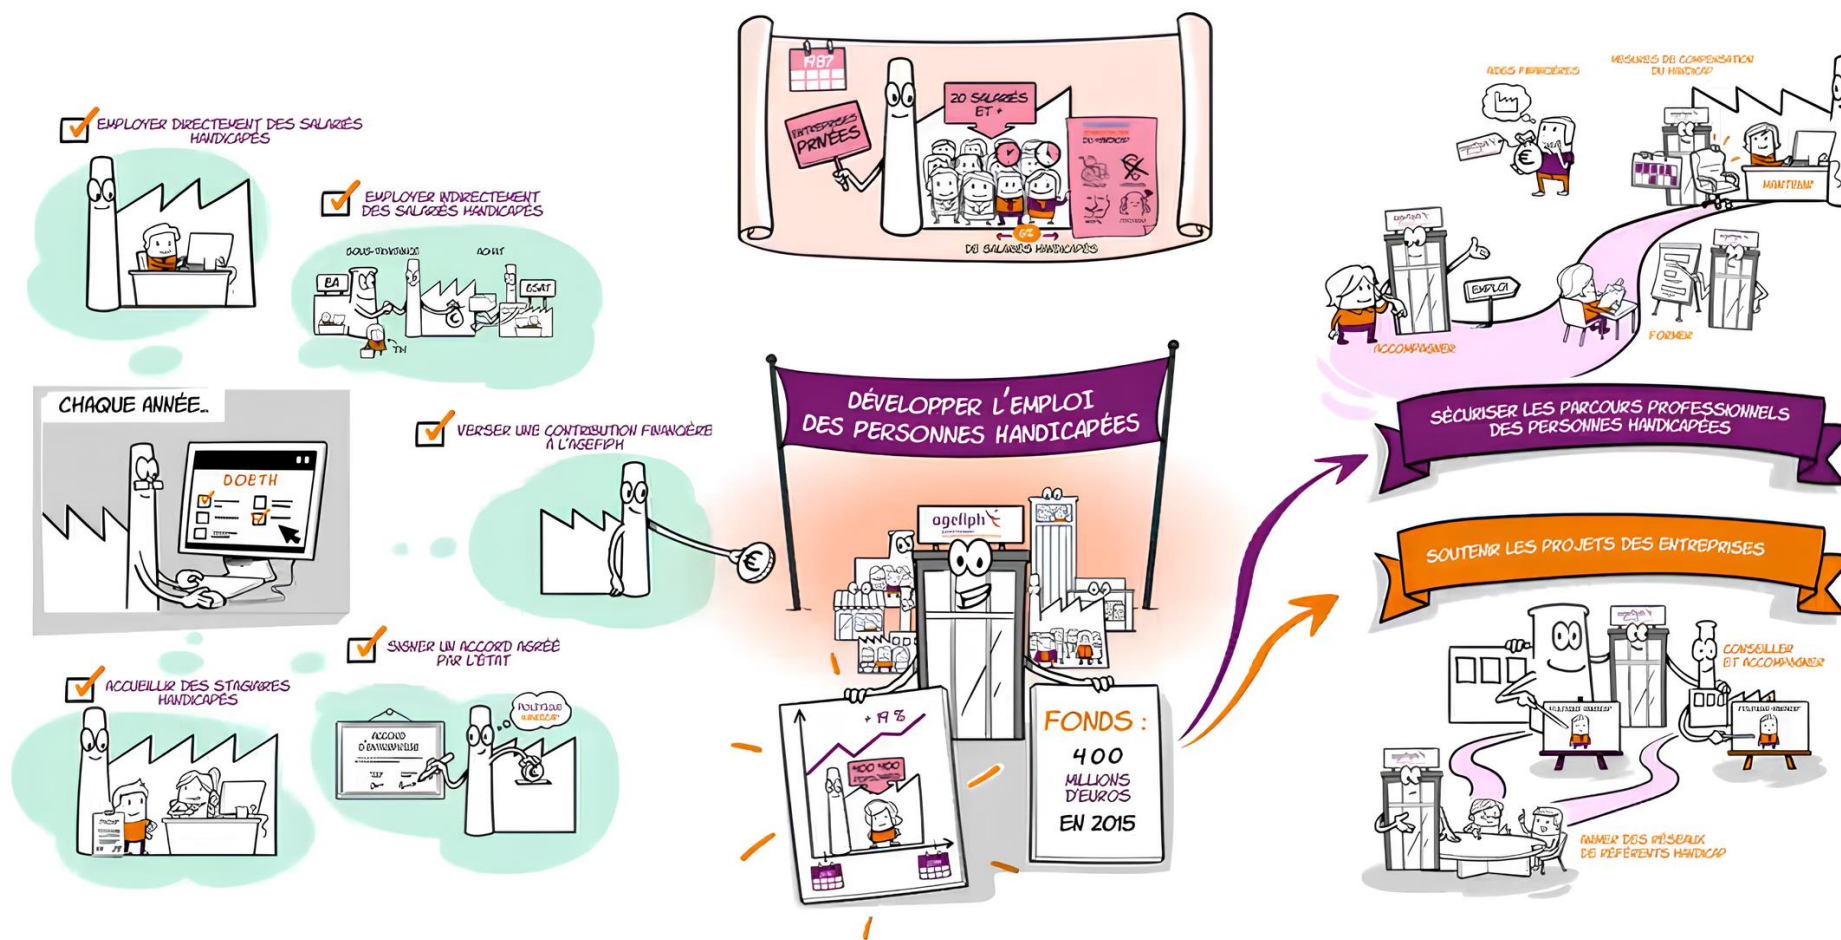 EMPLOYER DIRECTEMENT DES SALARIÉS
HANDICAPÉS
EMPLOYER INDIRECTEMENT
DES SALARIÉS HANDICAPÉS
EA
ESAT
TIH
CHAQUE ANNÉE...
DOETH
VERSER UNE CONTRIBUTION FINANCIÈRE
À L'AGEFIPH
€
SIGNER UN ACCORD AGRÉÉ
PAR L'ÉTAT
ACCORD
ACCUEILLIR DES STAGIAIRES
HANDICAPÉS
1987
ENTREPRISES
PRIVÉES
20 SALARIÉS
ET +
DU HANDICAP
6%
DE SALARIÉS HANDICAPÉS
DÉVELOPPER L'EMPLOI
DES PERSONNES HANDICAPÉES
agefiph
+ 19 %
FONDS :
400
MILLIONS
D'EUROS
EN 2015
AIDES FINANCIÈRES
€
MESURES DE COMPENSATION
DU HANDICAP
EMPLOI
ACCOMPAGNER
FORMER
SÉCURISER LES PARCOURS PROFESSIONNELS
DES PERSONNES HANDICAPÉES
SOUTENIR LES PROJETS DES ENTREPRISES
CONSEILLER
ET ACCOMPAGNER
ANIMER DES RÉSEAUX
DE RÉFÉRENTS HANDICAP